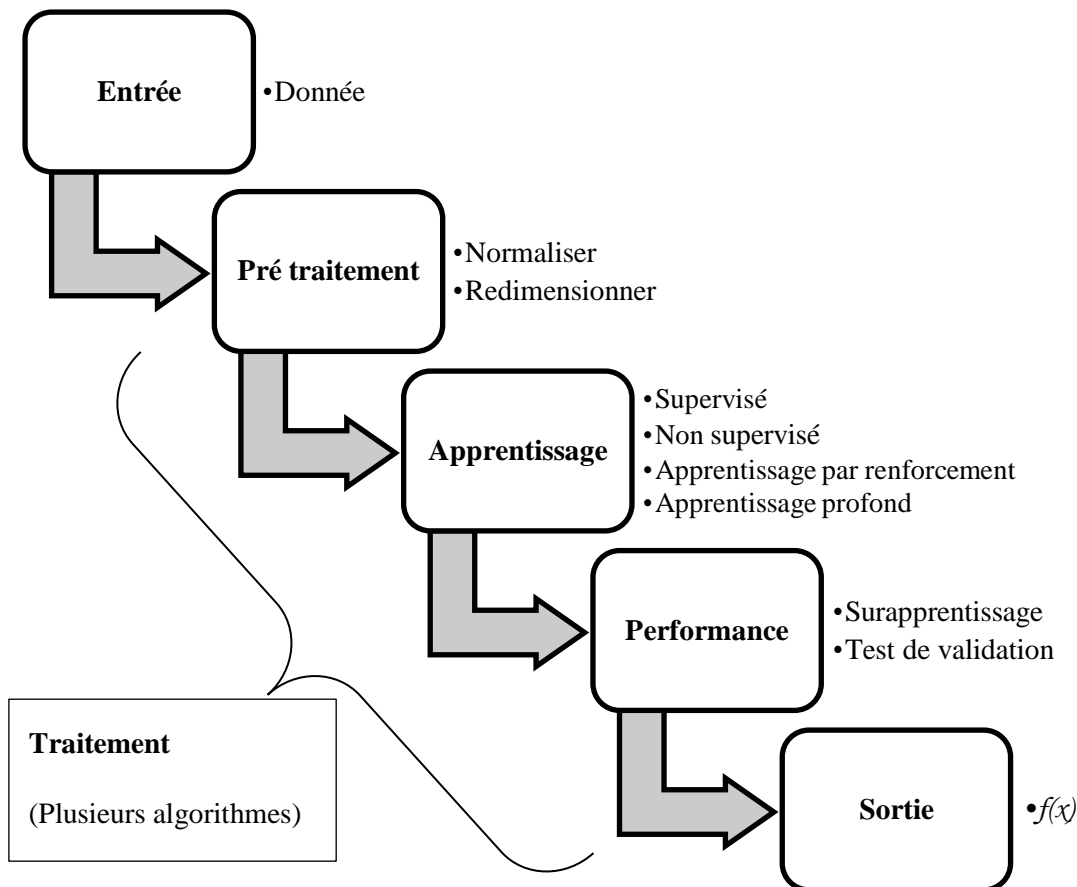 Entrée
•Donnée
Pré traitement
•Normaliser
•Redimensionner
Apprentissage
•Supervisé
•Non supervisé
•Apprentissage par renforcement
•Apprentissage profond
Performance
•Surapprentissage
•Test de validation
Traitement
(Plusieurs algorithmes)
Sortie
•f(x)